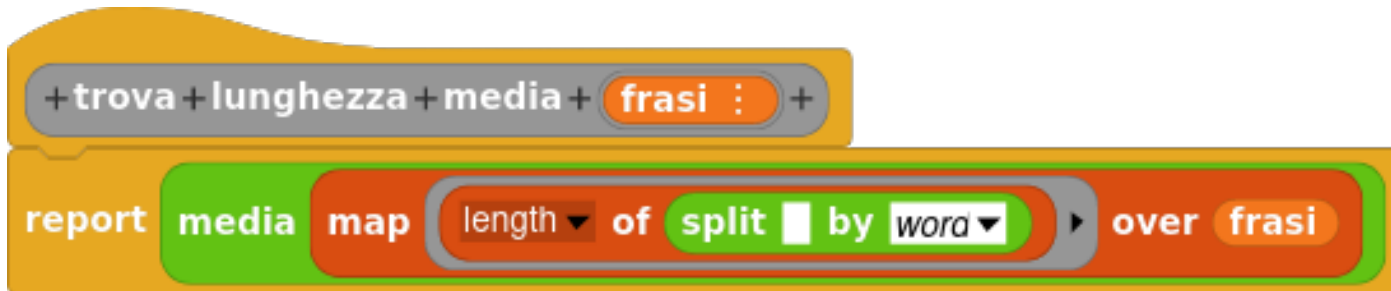 +trova+lunghezza+media+ frasi ⋮ +
report media map length of split by word over frasi